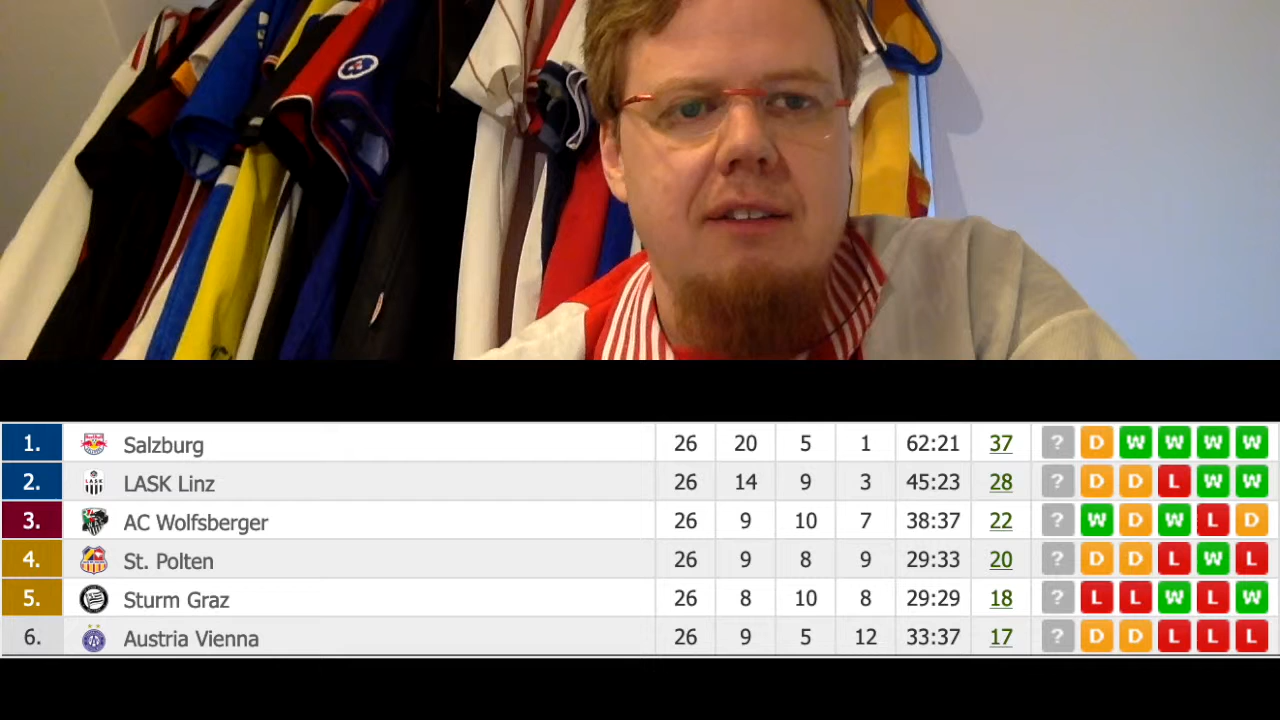 1. Salzburg 26 20 5 1 62:21 37 ? D W W W W
2. LASK Linz 26 14 9 3 45:23 28 ? D D L W W
3. AC Wolfsberger 26 9 10 7 38:37 22 ? W D W L D
4. St. Polten 26 9 8 9 29:33 20 ? D D L W L
5. Sturm Graz 26 8 10 8 29:29 18 ? L L W L W
6. Austria Vienna 26 9 5 12 33:37 17 ? D D L L L